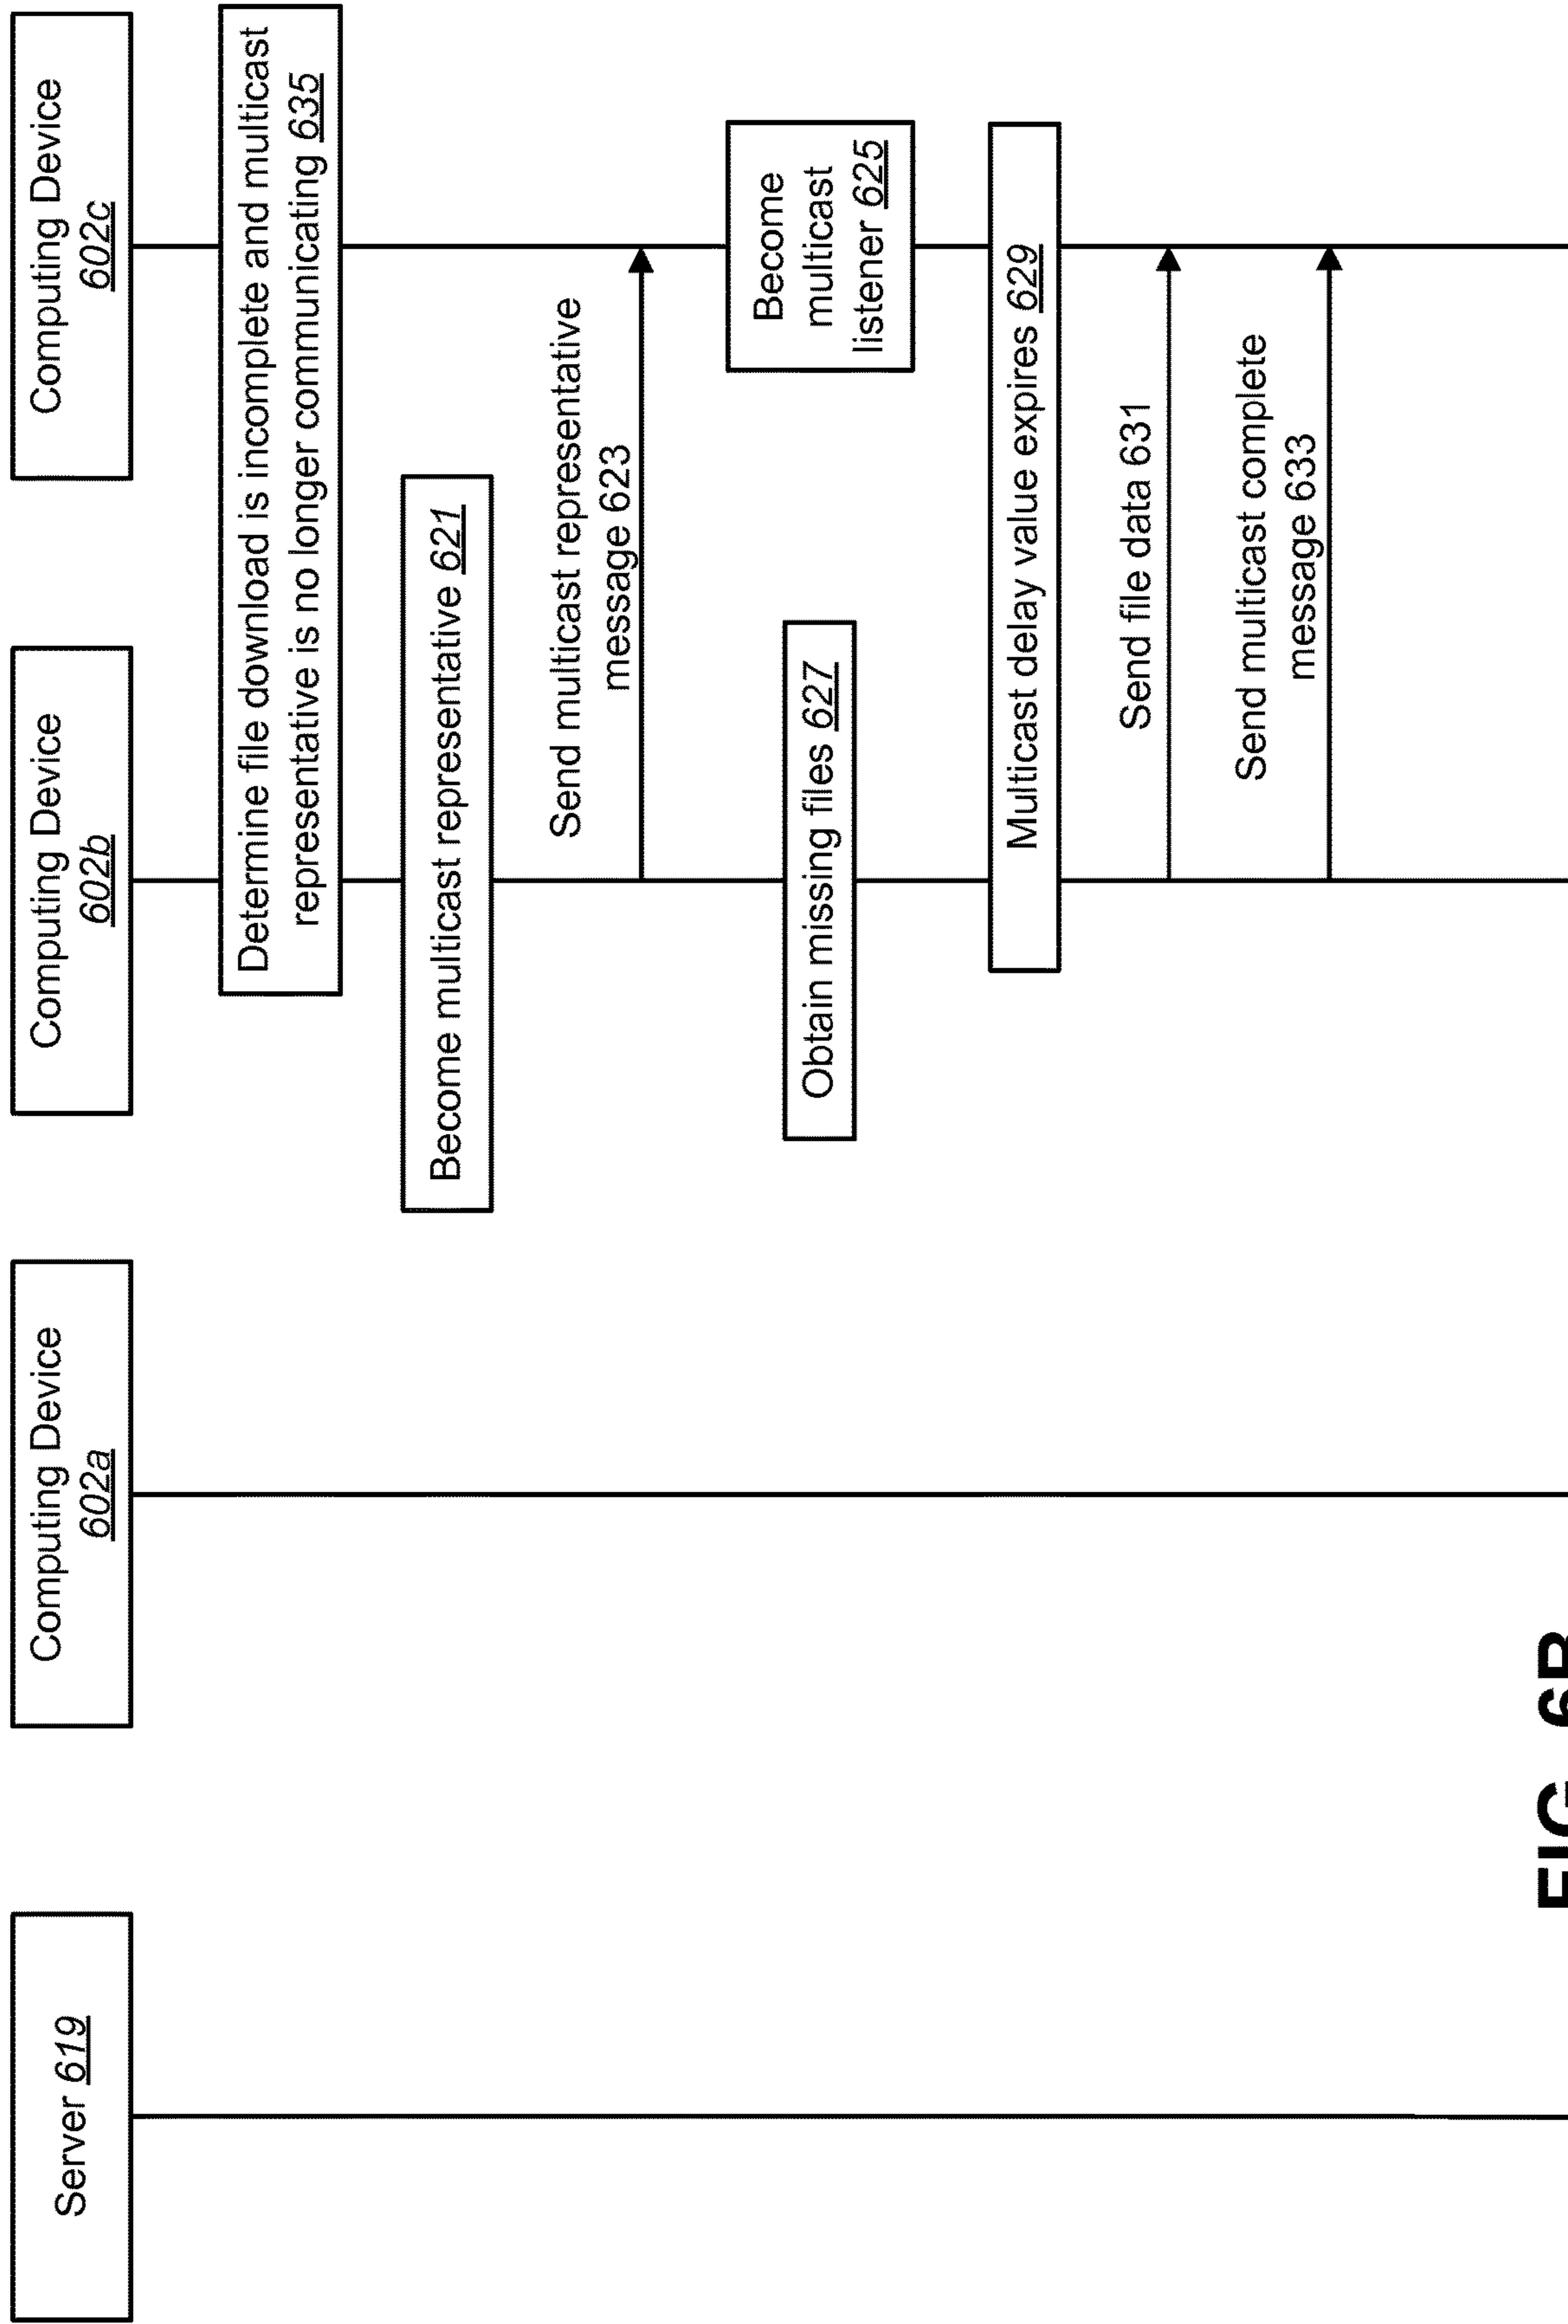 Server 619
Computing Device
602a
Computing Device
602b
Computing Device
602c
Determine file download is incomplete and multicast
representative is no longer communicating 635
Become multicast representative 621
Send multicast representative
message 623
Become
multicast
listener 625
Obtain missing files 627
Multicast delay value expires 629
Send file data 631
Send multicast complete
message 633
FIG. 6B